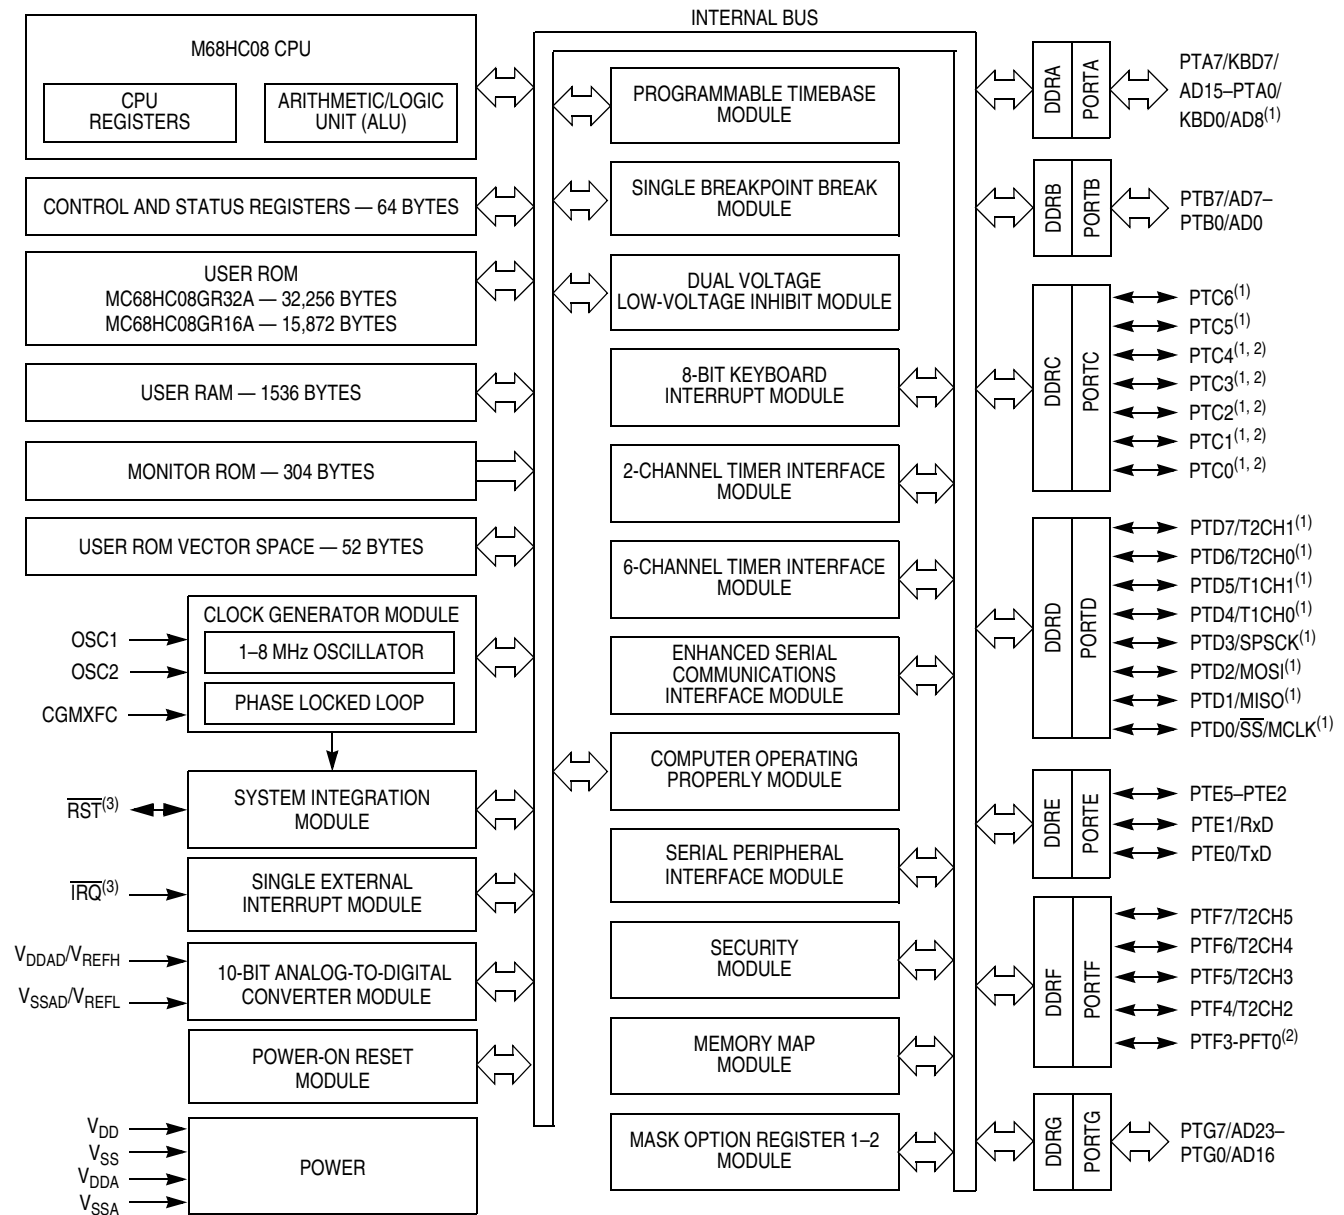 INTERNAL BUS
M68HC08 CPU
CPU
REGISTERS
ARITHMETIC/LOGIC
UNIT (ALU)
CONTROL AND STATUS REGISTERS — 64 BYTES
USER ROM
MC68HC08GR32A — 32,256 BYTES
MC68HC08GR16A — 15,872 BYTES
USER RAM — 1536 BYTES
MONITOR ROM — 304 BYTES
USER ROM VECTOR SPACE — 52 BYTES
CLOCK GENERATOR MODULE
1–8 MHz OSCILLATOR
PHASE LOCKED LOOP
OSC1
OSC2
CGMXFC
SYSTEM INTEGRATION
MODULE
RST(3)
SINGLE EXTERNAL
INTERRUPT MODULE
IRQ(3)
10-BIT ANALOG-TO-DIGITAL
CONVERTER MODULE
VDDAD/VREFH
VSSAD/VREFL
POWER-ON RESET
MODULE
POWER
VDD
VSS
VDDA
VSSA
PROGRAMMABLE TIMEBASE
MODULE
SINGLE BREAKPOINT BREAK
MODULE
DUAL VOLTAGE
LOW-VOLTAGE INHIBIT MODULE
8-BIT KEYBOARD
INTERRUPT MODULE
2-CHANNEL TIMER INTERFACE
MODULE
6-CHANNEL TIMER INTERFACE
MODULE
ENHANCED SERIAL
COMMUNICATIONS
INTERFACE MODULE
COMPUTER OPERATING
PROPERLY MODULE
SERIAL PERIPHERAL
INTERFACE MODULE
SECURITY
MODULE
MEMORY MAP
MODULE
MASK OPTION REGISTER 1–2
MODULE
DDRA
PORTA
PTA7/KBD7/
AD15–PTA0/
KBD0/AD8(1)
DDRB
PORTB
PTB7/AD7–
PTB0/AD0
DDRC
PORTC
PTC6(1)
PTC5(1)
PTC4(1, 2)
PTC3(1, 2)
PTC2(1, 2)
PTC1(1, 2)
PTC0(1, 2)
DDRD
PORTD
PTD7/T2CH1(1)
PTD6/T2CH0(1)
PTD5/T1CH1(1)
PTD4/T1CH0(1)
PTD3/SPSCK(1)
PTD2/MOSI(1)
PTD1/MISO(1)
PTD0/SS/MCLK(1)
DDRE
PORTE
PTE5–PTE2
PTE1/RxD
PTE0/TxD
DDRF
PORTF
PTF7/T2CH5
PTF6/T2CH4
PTF5/T2CH3
PTF4/T2CH2
PTF3-PFT0(2)
DDRG
PORTG
PTG7/AD23–
PTG0/AD16